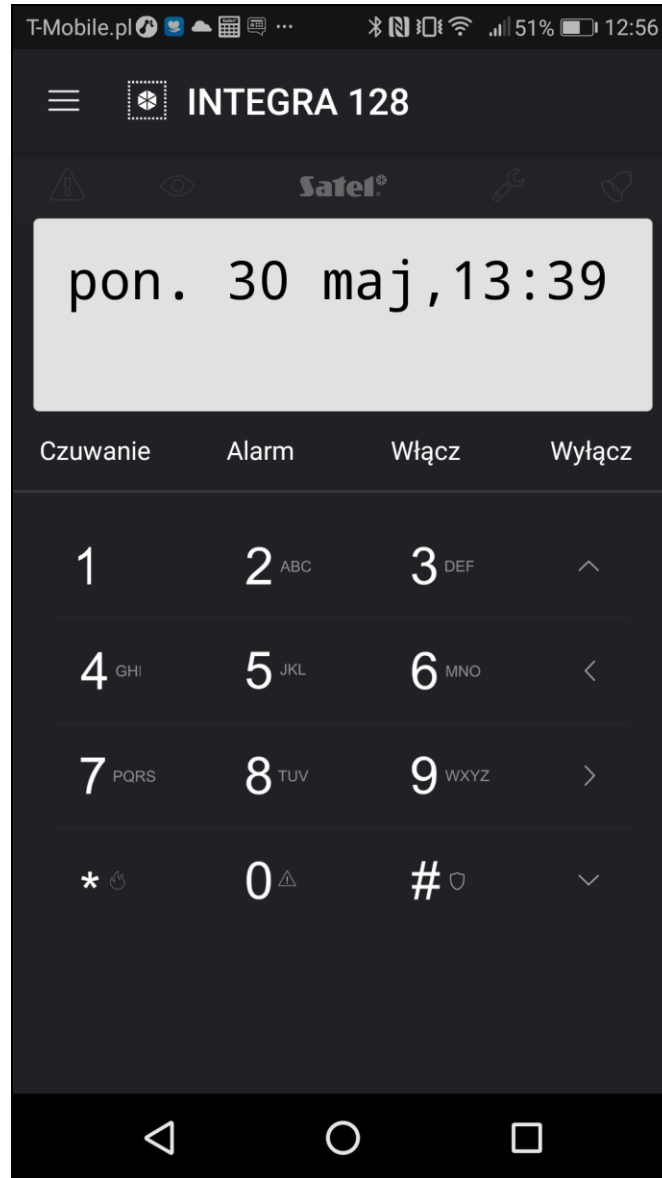 T-Mobile.pl 51% 12:56
INTEGRA 128
Satel®
pon. 30 maj,13:39
Czuwanie Alarm Włącz Wyłącz
1 2 ABC 3 DEF
4 GHI 5 JKL 6 MNO
7 PQRS 8 TUV 9 WXYZ
* 0 #